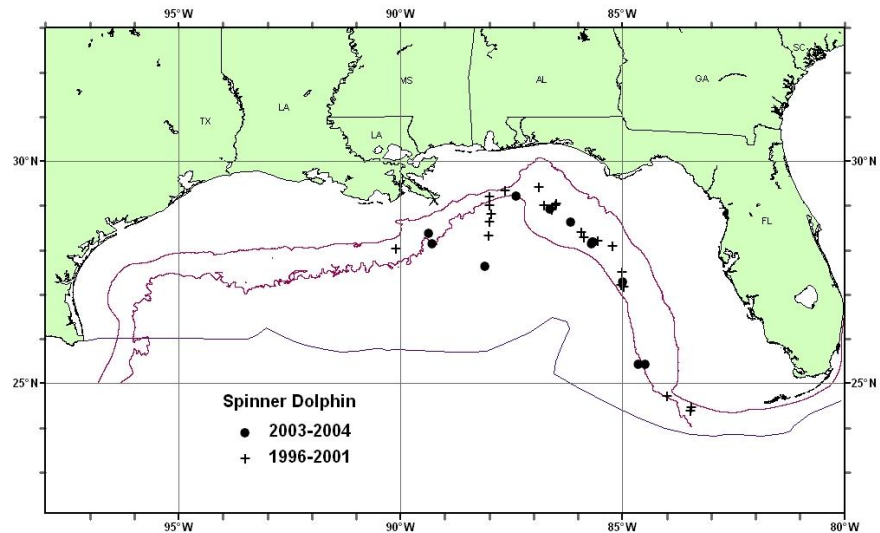 95°W 90°W 85°W 80°W
SC
MS AL GA
TX LA
LA
30°N 30°N
FL
25°N 25°N
Spinner Dolphin
2003-2004
1996-2001
95°W 90°W 85°W 80°W